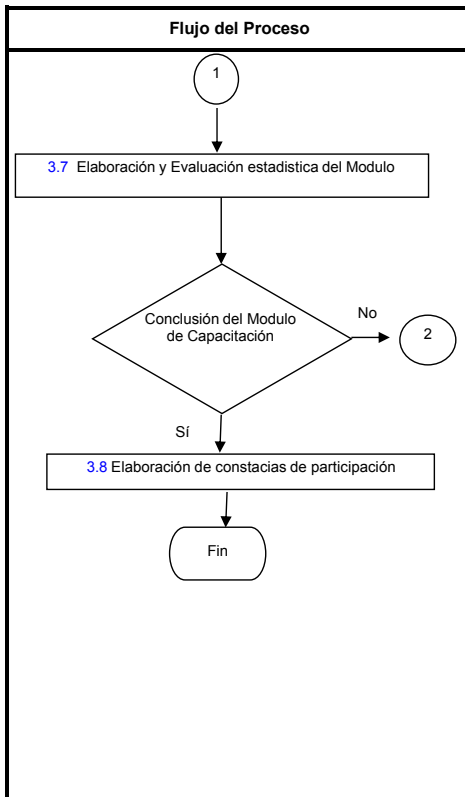 Flujo del Proceso
1
3.7 Elaboración y Evaluación estadistica del Modulo
Conclusión del Modulo
de Capacitación
No
2
Sí
3.8 Elaboración de constacias de participación
Fin